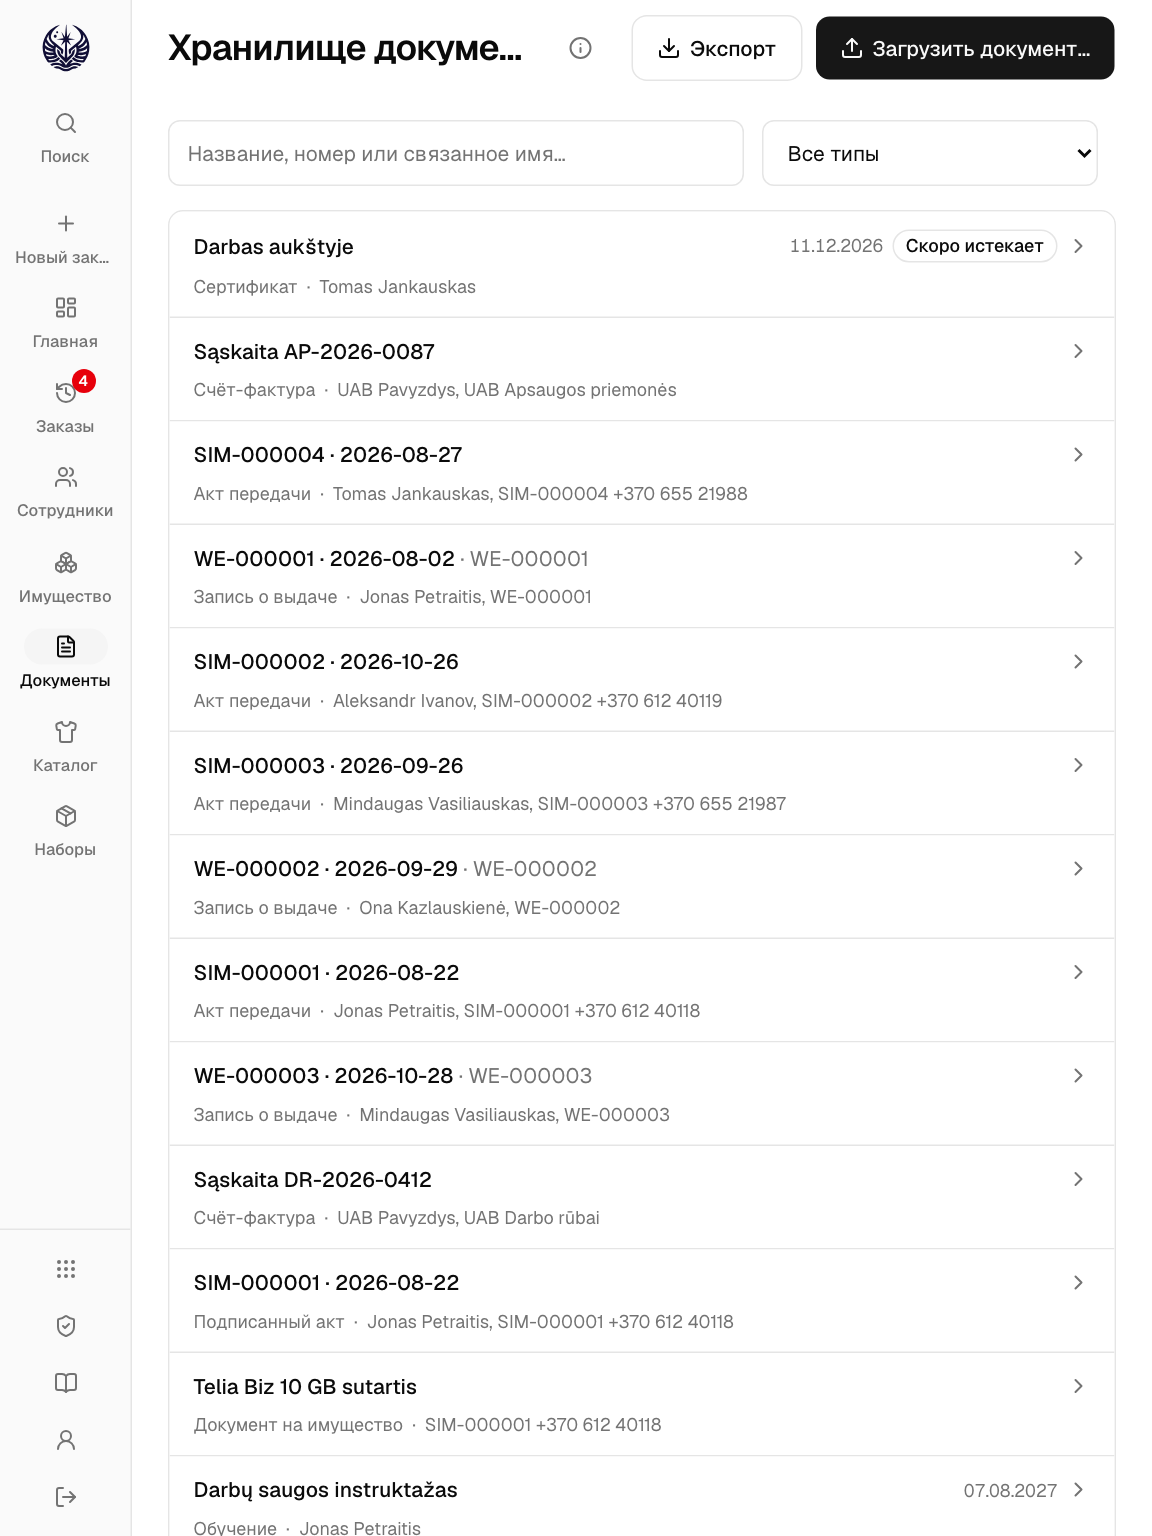 Хранилище докуме...
Экспорт
Загрузить документ...
Поиск
Новый зак...
Главная
4
Заказы
Сотрудники
Имущество
Документы
Каталог
Наборы
Название, номер или связанное имя...
Все типы
Darbas aukštyje
11.12.2026
Скоро истекает
Сертификат · Tomas Jankauskas
Sąskaita AP-2026-0087
Счёт-фактура · UAB Pavyzdys, UAB Apsaugos priemonės
SIM-000004 · 2026-08-27
Акт передачи · Tomas Jankauskas, SIM-000004 +370 655 21988
WE-000001 · 2026-08-02 · WE-000001
Запись о выдаче · Jonas Petraitis, WE-000001
SIM-000002 · 2026-10-26
Акт передачи · Aleksandr Ivanov, SIM-000002 +370 612 40119
SIM-000003 · 2026-09-26
Акт передачи · Mindaugas Vasiliauskas, SIM-000003 +370 655 21987
WE-000002 · 2026-09-29 · WE-000002
Запись о выдаче · Ona Kazlauskienė, WE-000002
SIM-000001 · 2026-08-22
Акт передачи · Jonas Petraitis, SIM-000001 +370 612 40118
WE-000003 · 2026-10-28 · WE-000003
Запись о выдаче · Mindaugas Vasiliauskas, WE-000003
Sąskaita DR-2026-0412
Счёт-фактура · UAB Pavyzdys, UAB Darbo rūbai
SIM-000001 · 2026-08-22
Подписанный акт · Jonas Petraitis, SIM-000001 +370 612 40118
Telia Biz 10 GB sutartis
Документ на имущество · SIM-000001 +370 612 40118
Darbų saugos instruktažas
07.08.2027
Обучение · Jonas Petraitis